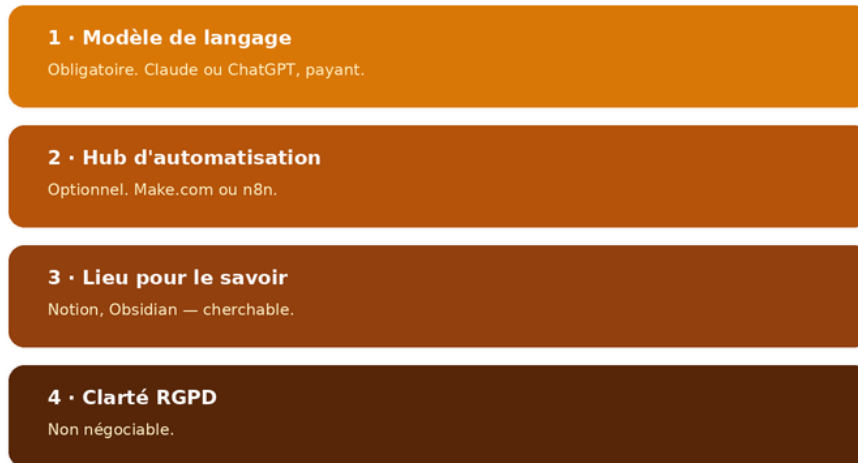 1 · Modèle de langage
Obligatoire. Claude ou ChatGPT, payant.
2 · Hub d'automatisation
Optionnel. Make.com ou n8n.
3 · Lieu pour le savoir
Notion, Obsidian — cherchable.
4 · Clarté RGPD
Non négociable.